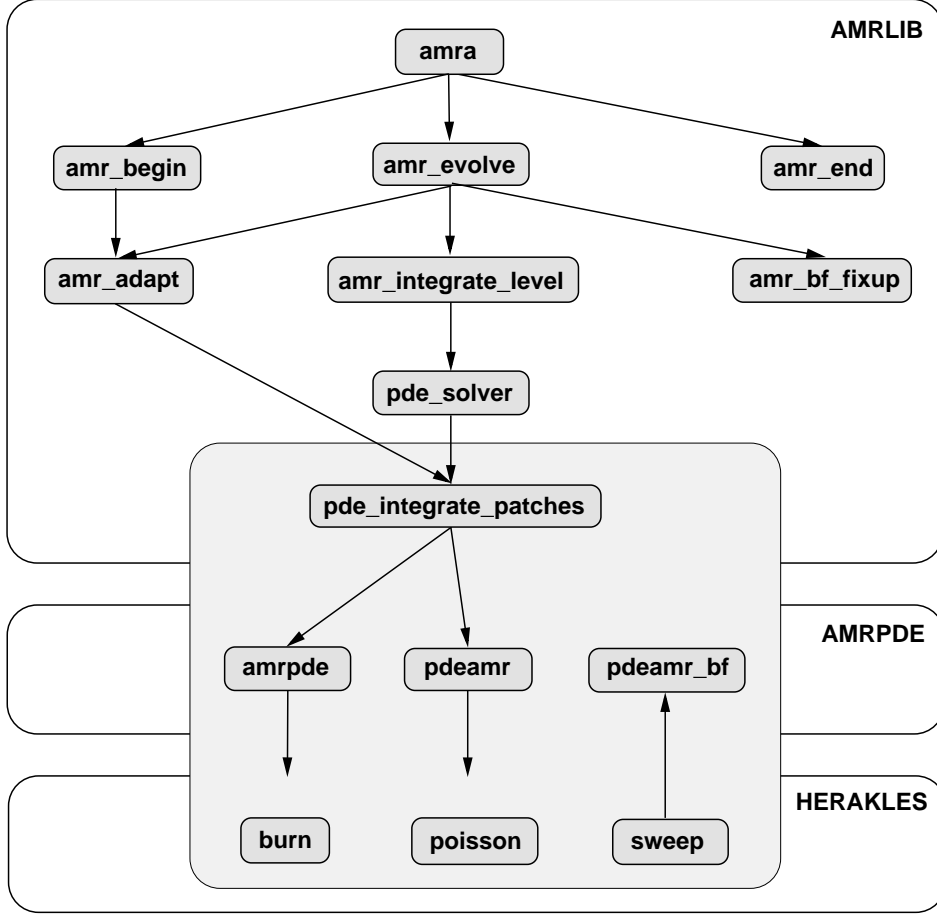 AMRLIB
amra
amr_begin
amr_evolve
amr_end
amr_adapt
amr_integrate_level
amr_bf_fixup
pde_solver
pde_integrate_patches
AMRPDE
amrpde
pdeamr
pdeamr_bf
HERAKLES
burn
poisson
sweep